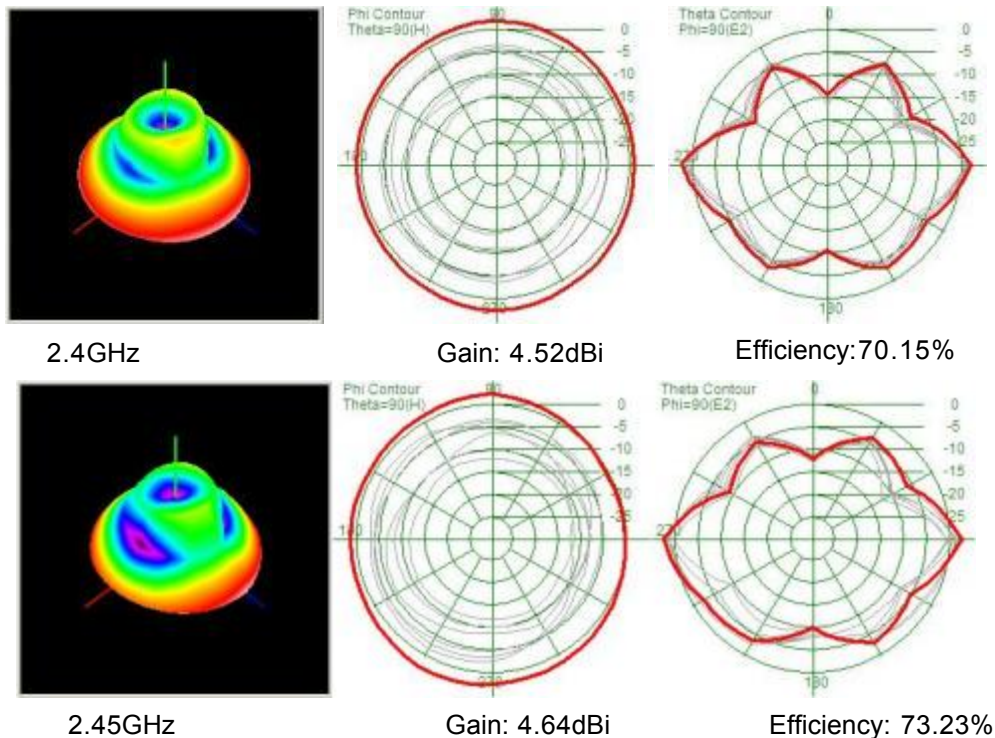 Phi Contour
Theta=90(H)
90
0
-5
-10
-15
-20
-25
180
270
Theta Contour
Phi=90(E2)
0
0
-5
-10
-15
-20
-25
180
2.4GHz
Gain: 4.52dBi
Efficiency:70.15%
Phi Contour
Theta=90(H)
90
0
-5
-10
-15
-20
-25
180
270
Theta Contour
Phi=90(E2)
0
0
-5
-10
-15
-20
-25
270
180
2.45GHz
Gain: 4.64dBi
Efficiency: 73.23%